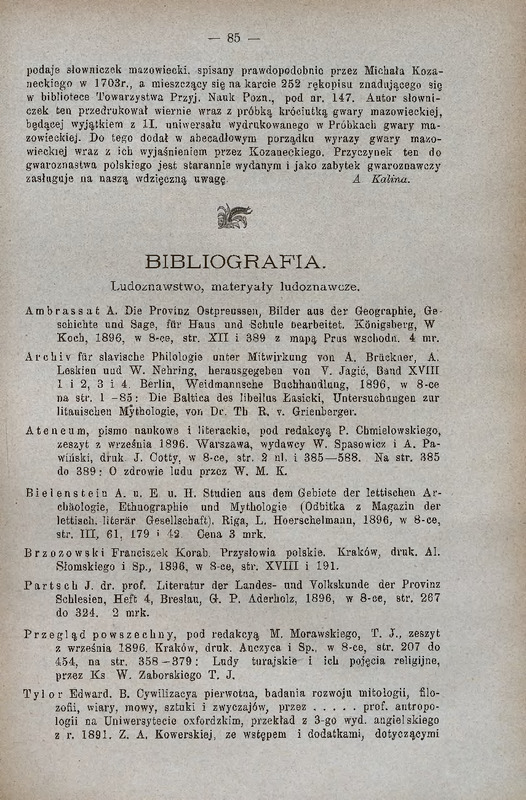 — 85 —
podaje słowniczek mazowiecki, spisany prawdopodobnie przez Michała Koza-
neckiego w 1703r., a mieszczący się na karcie 252 rękopisu znadującego się
w bibliotece Towarzystwa Przyj. Nauk Pozn., pod nr. 147. Autor słowni-
czek ten przedrukował wiernie wraz z próbką króciutką gwary mazowieckiej,
będącej wyjątkiem z II. uniwersału wydrukowanego w Próbkach gwary ma-
zowieckiej. Do tego dodał w abecadłowym porządku wyrazy gwary mazo-
wieckiej wraz z ich wyjaśnieniem przez Kozaneckiego. Przyczynek ten do
gwaroznastwa polskiego jest starannie wydanym i jako zabytek gwaroznawczy
zasługuje na naszą wdzięczną uwagę. A Kalina.
BIBLIOGRAFIA.
Ludoznawstwo, materyały ludoznawcze.
Ambrassat A. Die Provinz Ostpreussen, Bilder aus der Geographie, Ge-
schichte und Sage, für Haus und Schule bearbeitet. Königsberg, W
Koch, 1896, w 8-ce, str. XII i 389 z mapą Prus wschodn. 4 mr.
Archiv für slavische Philologie unter Mitwirkung von A. Brückner, A.
Leskien und W. Nehring, herausgegeben von V. Jagić, Band XVIII
1 i 2, 3 i 4. Berlin, Weidmannsche Buchhandlung, 1896, w 8-ce
na str. 1 -85: Die Baltica des libellus Łasicki, Untersuchungen zur
litauischen Mythologie, von Dr. Th R. v. Grienberger.
Ateneum, pismo naukowe i literackie, pod redakcyą P. Chmielowskiego,
zeszyt z września 1896. Warszawa, wydawcy W. Spasowicz i A. Pa-
wiński, druk J. Cotty, w 8-ce, str. 2 nl. i 385—588. Na str. 385
do 389: O zdrowie ludu przez W. M. K.
Bielenstein A. u. E u. H. Studien aus dem Gebiete der lettischen Ar-
chäologie, Ethnographie und Mythologie (Odbitka z Magazin der
lettisch. literär Gesellschaft). Riga, L. Hoerschelmann, 1896, w 8-ce,
str. III, 61, 179 i 42. Cena 3 mrk.
Brzozowski Franciszek Korab. Przysłowia polskie. Kraków, druk. Al.
Słomskiego i Sp., 1896, w 8-ce, str. XVIII i 191.
Partsch J. dr. prof. Literatur der Landes- und Volkskunde der Provinz
Schlesien, Heft 4, Breslau, G. P. Aderholz, 1896, w 8-ce, str. 267
do 324. 2 mrk.
Przegląd powszechny, pod redakcyą M. Morawskiego, T. J., zeszyt
z września 1896. Kraków, druk. Anczyca i Sp., w 8-ce, str. 207 do
454, na str. 358-379: Ludy turajskie i ich pojęcia religijne,
przez Ks W. Zaborskiego T. J.
Tylor Edward. B. Cywilizacya pierwotna, badania rozwoju mitologii, filo-
zofii, wiary, mowy, sztuki i zwyczajów, przez . . . . . prof. antropo-
logii na Uniwersytecie oxfordzkim, przekład z 3-go wyd. angielskiego
z r. 1891. Z. A. Kowerskiej, ze wstępem i dodatkami, dotyczącymi